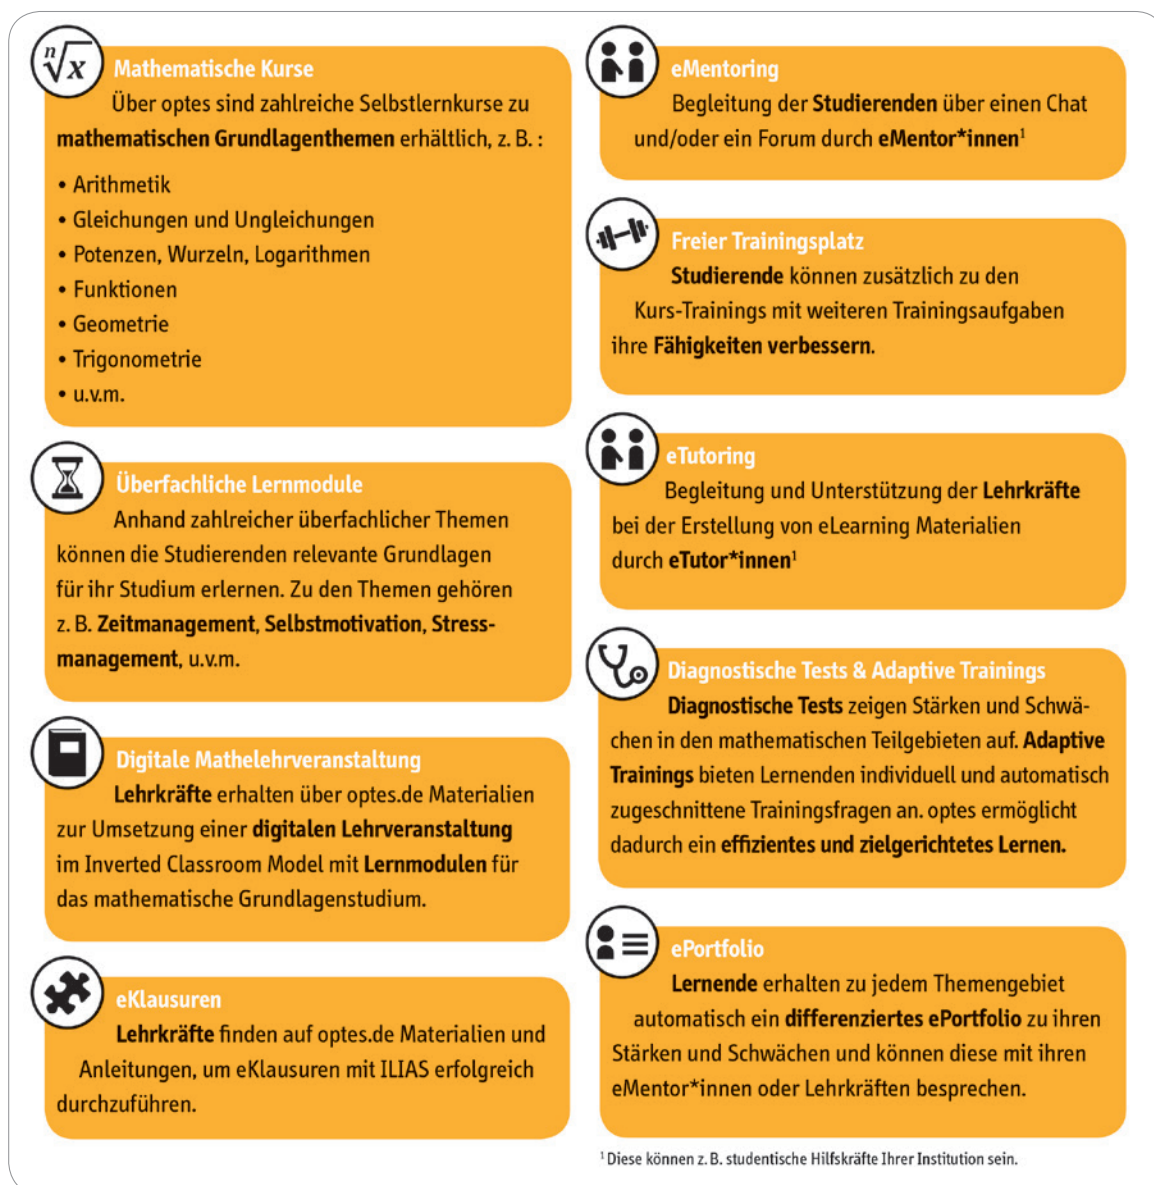 n√x
Mathematische Kurse
Über optes sind zahlreiche Selbstlernkurse zu
mathematischen Grundlagenthemen erhältlich, z. B. :
• Arithmetik
• Gleichungen und Ungleichungen
• Potenzen, Wurzeln, Logarithmen
• Funktionen
• Geometrie
• Trigonometrie
• u.v.m.
Überfachliche Lernmodule
Anhand zahlreicher überfachlicher Themen
können die Studierenden relevante Grundlagen
für ihr Studium erlernen. Zu den Themen gehören
z. B. Zeitmanagement, Selbstmotivation, Stress-
management, u.v.m.
Digitale Mathelehrveranstaltung
Lehrkräfte erhalten über optes.de Materialien
zur Umsetzung einer digitalen Lehrveranstaltung
im Inverted Classroom Model mit Lernmodulen für
das mathematische Grundlagenstudium.
eKlausuren
Lehrkräfte finden auf optes.de Materialien und
Anleitungen, um eKlausuren mit ILIAS erfolgreich
durchzuführen.
eMentoring
Begleitung der Studierenden über einen Chat
und/oder ein Forum durch eMentor*innen¹
Freier Trainingsplatz
Studierende können zusätzlich zu den
Kurs-Trainings mit weiteren Trainingsaufgaben
ihre Fähigkeiten verbessern.
eTutoring
Begleitung und Unterstützung der Lehrkräfte
bei der Erstellung von eLearning Materialien
durch eTutor*innen¹
Diagnostische Tests & Adaptive Trainings
Diagnostische Tests zeigen Stärken und Schwä-
chen in den mathematischen Teilgebieten auf. Adaptive
Trainings bieten Lernenden individuell und automatisch
zugeschnittene Trainingsfragen an. optes ermöglicht
dadurch ein effizientes und zielgerichtetes Lernen.
ePortfolio
Lernende erhalten zu jedem Themengebiet
automatisch ein differenziertes ePortfolio zu ihren
Stärken und Schwächen und können diese mit ihren
eMentor*innen oder Lehrkräften besprechen.
¹ Diese können z. B. studentische Hilfskräfte Ihrer Institution sein.